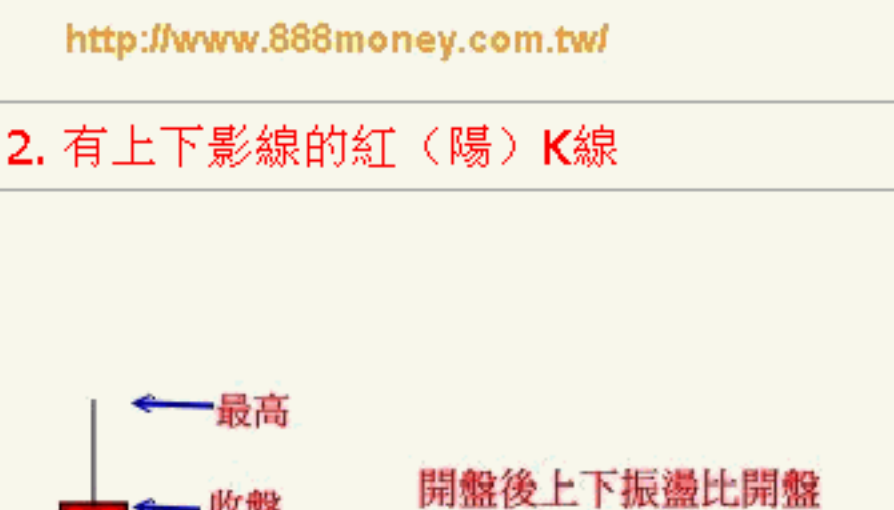 http://www.888money.com.tw/
2. 有上下影線的紅（陽）K線
最高
收盤
開盤後上下振盪比開盤